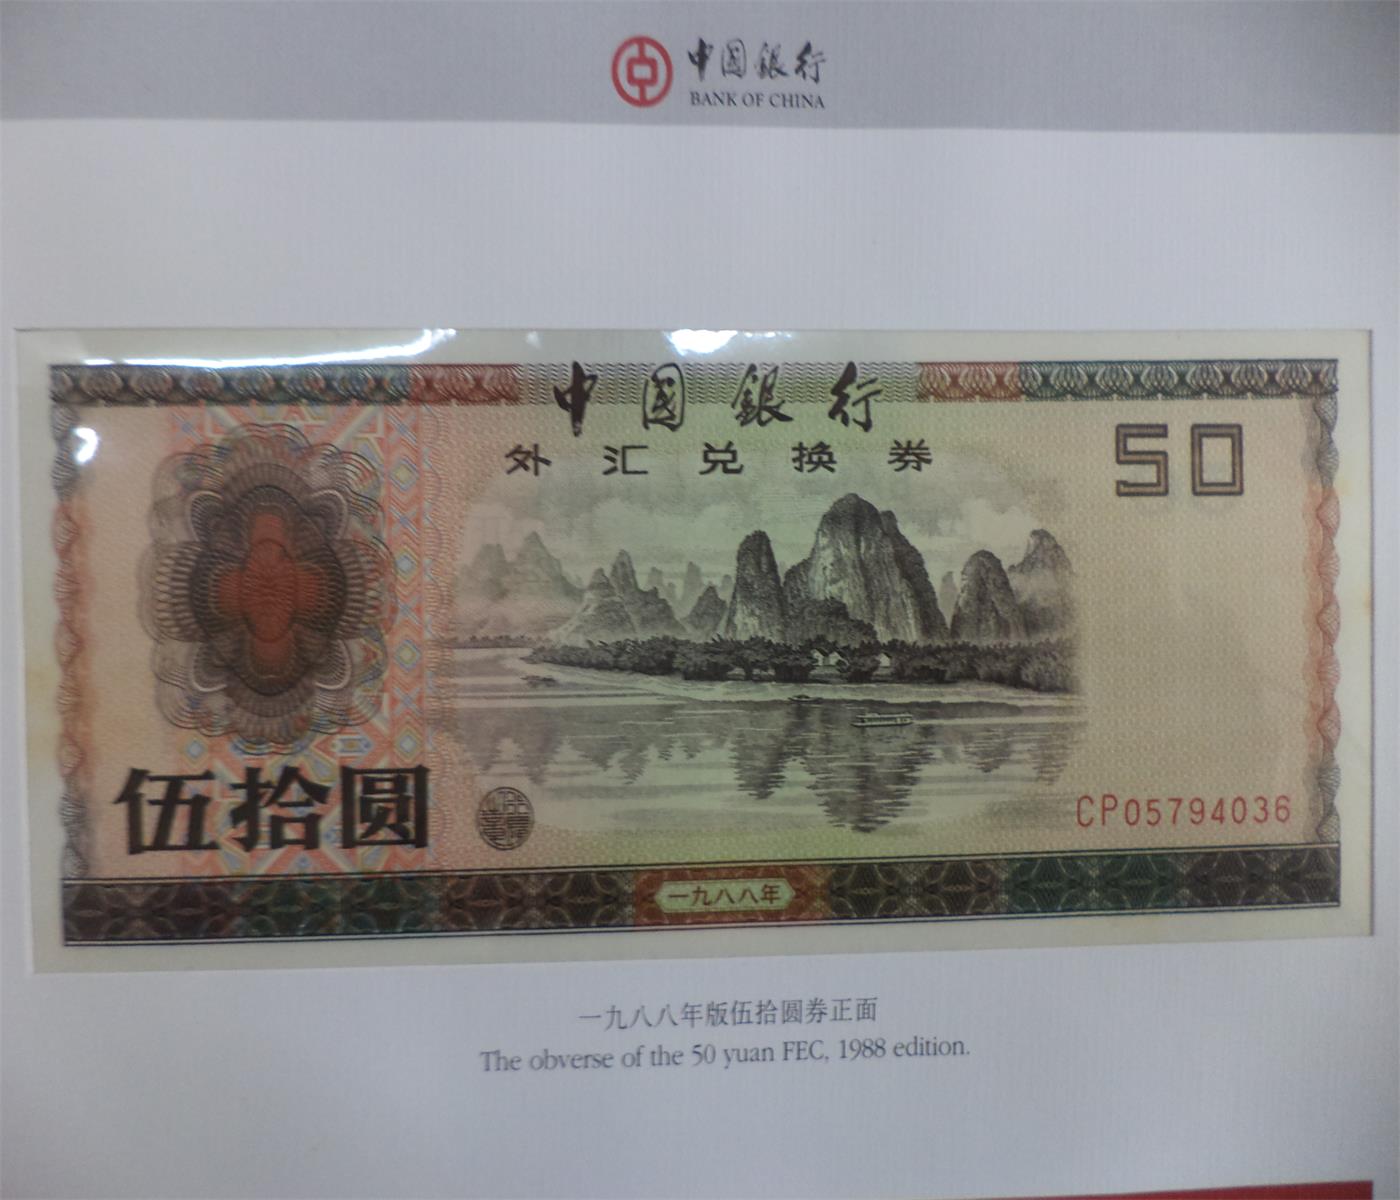 中国銀行
BANK OF CHINA
中国銀行
外汇兑换券
50
伍拾圆
CP05794036
一九八八年
一九八八年版伍拾圆券正面
The obverse of the 50 yuan FEC, 1988 edition.